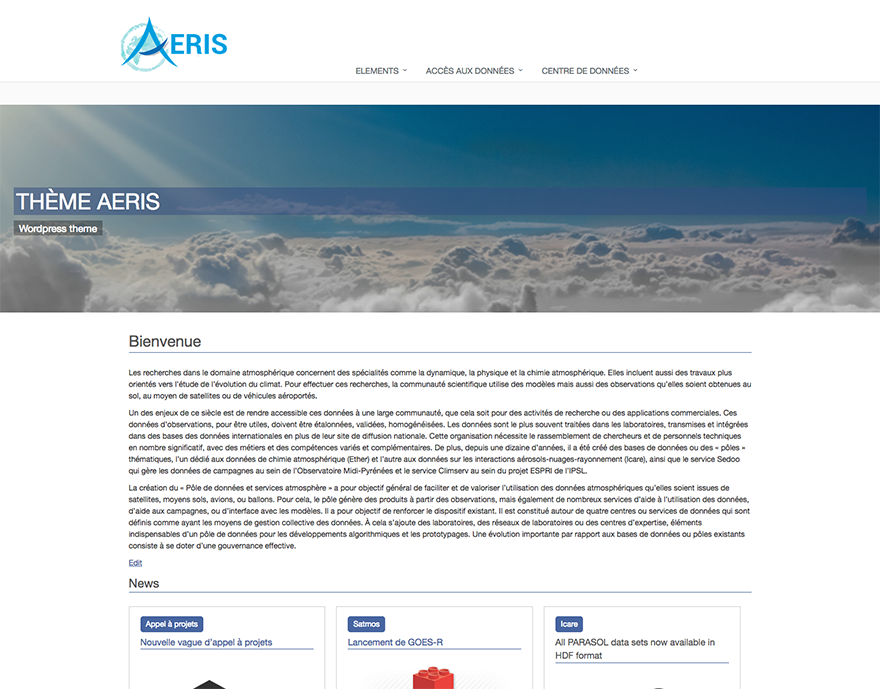 AERIS
ELEMENTS
ACCÈS AUX DONNÉES
CENTRE DE DONNÉES
THÈME AERIS
Wordpress theme
Bienvenue
Les recherches dans le domaine atmosphérique concernent des spécialités comme la dynamique, la physique et la chimie atmosphérique. Elles incluent aussi des travaux plus
orientés vers l'étude de l'évolution du climat. Pour effectuer ces recherches, la communauté scientifique utilise des modèles mais aussi des observations qu'elles soient obtenues au
sol, au moyen de satellites ou de véhicules aéroportés.
Un des enjeux de ce siècle est de rendre accessible ces données à une large communauté, que cela soit pour des activités de recherche ou des applications commerciales. Ces
données d'observations, pour être utiles, doivent être étalonnées, validées, homogénéisées. Les données sont le plus souvent traitées dans les laboratoires, transmises et intégrées
dans des bases des données internationales en plus de leur site de diffusion nationale. Cette organisation nécessite le rassemblement de chercheurs et de personnels techniques
en nombre significatif, avec des métiers et des compétences variés et complémentaires. De plus, depuis une dizaine d'années, il a été créé des bases de données ou des « pôles »
thématiques, l'un dédié aux données de chimie atmosphérique (Ether) et l'autre aux données sur les interactions aérosols-nuages-rayonnement (Icare), ainsi que le service Sedoo
qui gère les données de campagnes au sein de l'Observatoire Midi-Pyrénées et le service Climserv au sein du projet ESPRI de l'IPSL.
La création du « Pôle de données et services atmosphère » a pour objectif général de faciliter et de valoriser l'utilisation des données atmosphériques qu'elles soient issues de
satellites, moyens sols, avions, ou ballons. Pour cela, le pôle génère des produits à partir des observations, mais également de nombreux services d'aide à l'utilisation des données,
d'aide aux campagnes, ou d'interface avec les modèles. Il a pour objectif de renforcer le dispositif existant. Il est constitué autour de quatre centres ou services de données qui sont
définis comme ayant les moyens de gestion collective des données. À cela s'ajoute des laboratoires, des réseaux de laboratoires ou des centres d'expertise, éléments
indispensables d'un pôle de données pour les développements algorithmiques et les prototypages. Une évolution importante par rapport aux bases de données ou pôles existants
consiste à se doter d'une gouvernance effective.
Edit
News
Appel à projets
Nouvelle vague d'appel à projets
Satmos
Lancement de GOES-R
Icare
All PARASOL data sets now available in
HDF format